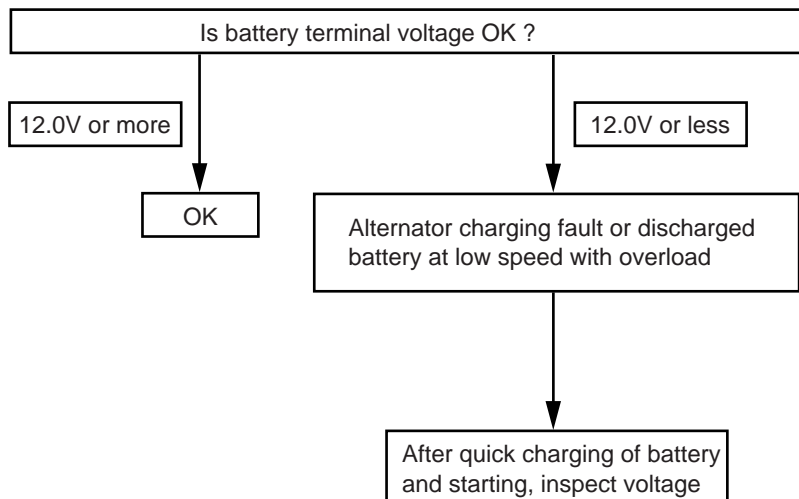 Is battery terminal voltage OK ?
12.0V or more
12.0V or less
OK
Alternator charging fault or discharged
battery at low speed with overload
After quick charging of battery
and starting, inspect voltage